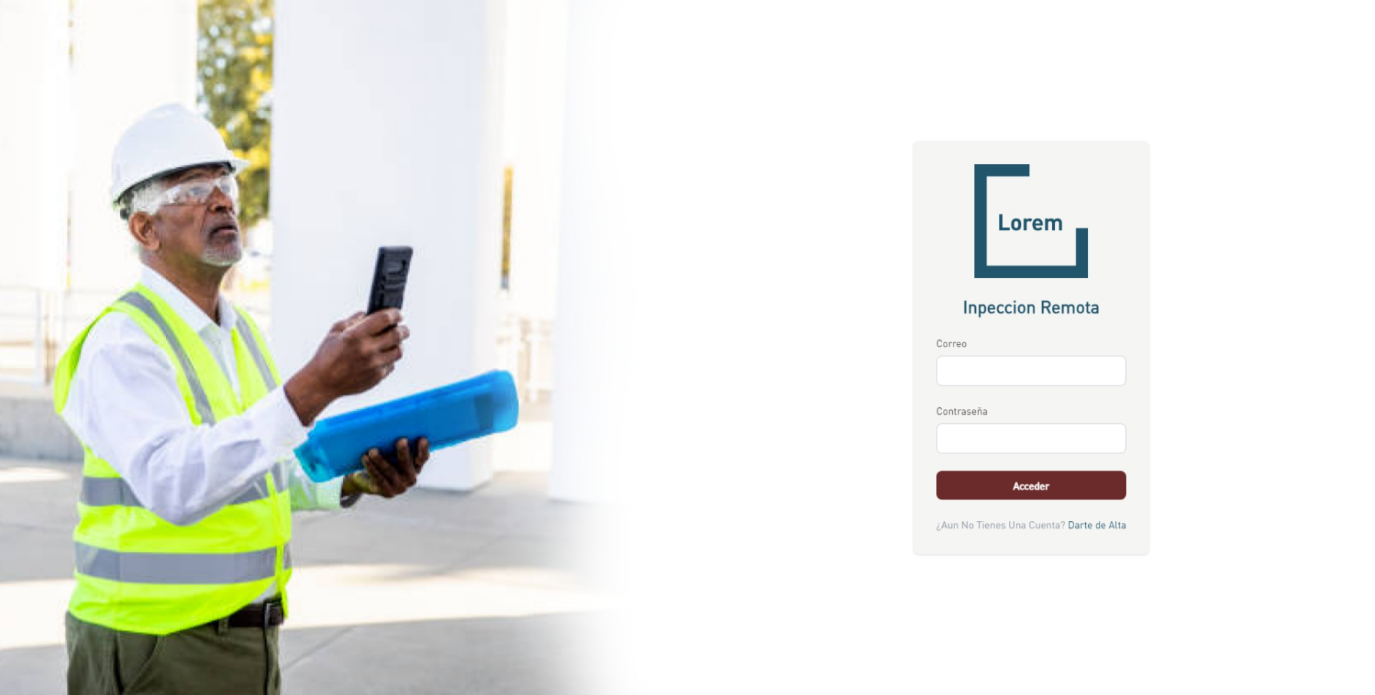 Lorem
Inpeccion Remota
Correo
Contraseña
Acceder
¿Aun No Tienes Una Cuenta? Darte de Alta